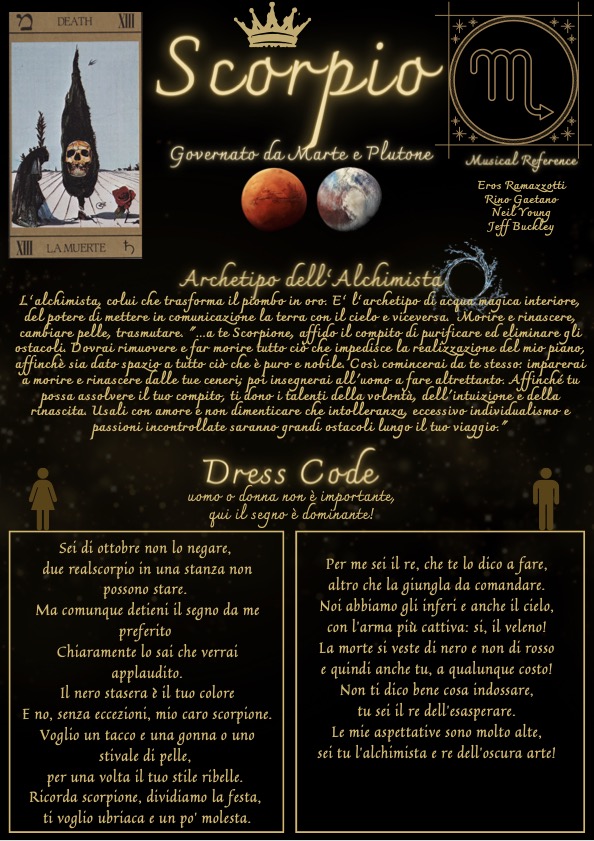 DEATH XIII
XIII LA MUERTE
Scorpio
Governato da Marte e Plutone
Musical Reference
Eros Ramazzotti
Rino Gaetano
Neil Young
Jeff Buckley
Archetipo dell'Alchimista
L'alchimista, colui che trasforma il piombo in oro. E' l'archetipo di acqua magica interiore,
del potere di mettere in comunicazione la terra con il cielo e viceversa. Morire e rinascere,
cambiare pelle, trasmutare. "...a te Scorpione, affido il compito di purificare ed eliminare gli
ostacoli. Dovrai rimuovere e far morire tutto ciò che impedisce la realizzazione del mio piano,
affinchè sia dato spazio a tutto ciò che è puro e nobile. Così comincerai da te stesso: imparerai
a morire e rinascere dalle tue ceneri, poi insegnerai all'uomo a fare altrettanto. Affinché tu
possa assolvere il tuo compito, ti dono i talenti della volontà, dell'intuizione e della
rinascita. Usali con amore e non dimenticare che intolleranza, eccessivo individualismo e
passioni incontrollate saranno grandi ostacoli lungo il tuo viaggio."
Dress Code
uomo o donna non è importante,
qui il segno è dominante!
Sei di ottobre non lo negare,
due realscorpio in una stanza non
possono stare.
Ma comunque detieni il segno da me
preferito
Chiaramente lo sai che verrai
applaudito.
Il nero stasera è il tuo colore
E no, senza eccezioni, mio caro scorpione.
Voglio un tacco e una gonna o uno
stivale di pelle,
per una volta il tuo stile ribelle.
Ricorda scorpione, dividiamo la festa,
ti voglio ubriaca e un po' molesta.
Per me sei il re, che te lo dico a fare,
altro che la giungla da comandare.
Noi abbiamo gli inferi e anche il cielo,
con l'arma più cattiva: si, il veleno!
La morte si veste di nero e non di rosso
e quindi anche tu, a qualunque costo!
Non ti dico bene cosa indossare,
tu sei il re dell'esasperare.
Le mie aspettative sono molto alte,
sei tu l'alchimista e re dell'oscura arte!